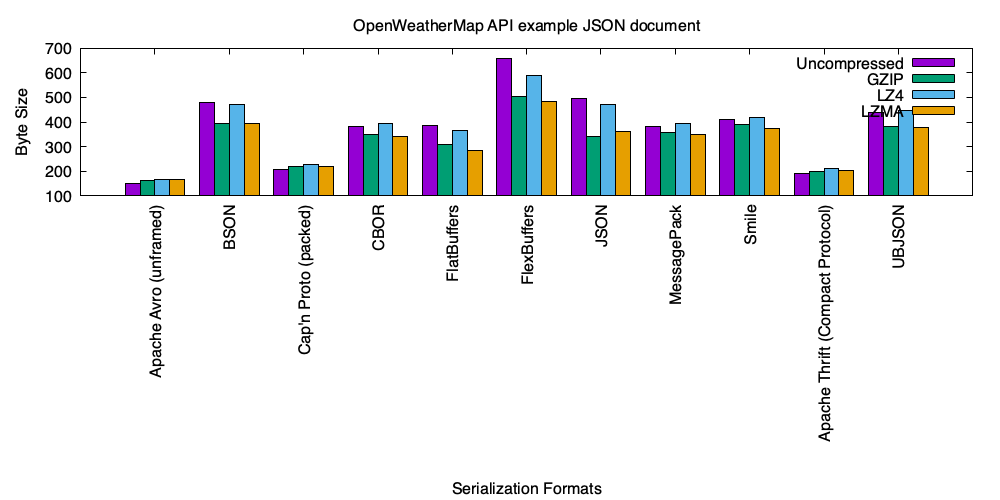 OpenWeatherMap API example JSON document
Byte Size
700
600
500
400
300
200
100
Uncompressed
GZIP
LZ4
LZMA
Apache Avro (unframed)
BSON
Cap'n Proto (packed)
CBOR
FlatBuffers
FlexBuffers
JSON
MessagePack
Smile
Apache Thrift (Compact Protocol)
UBJSON
Serialization Formats